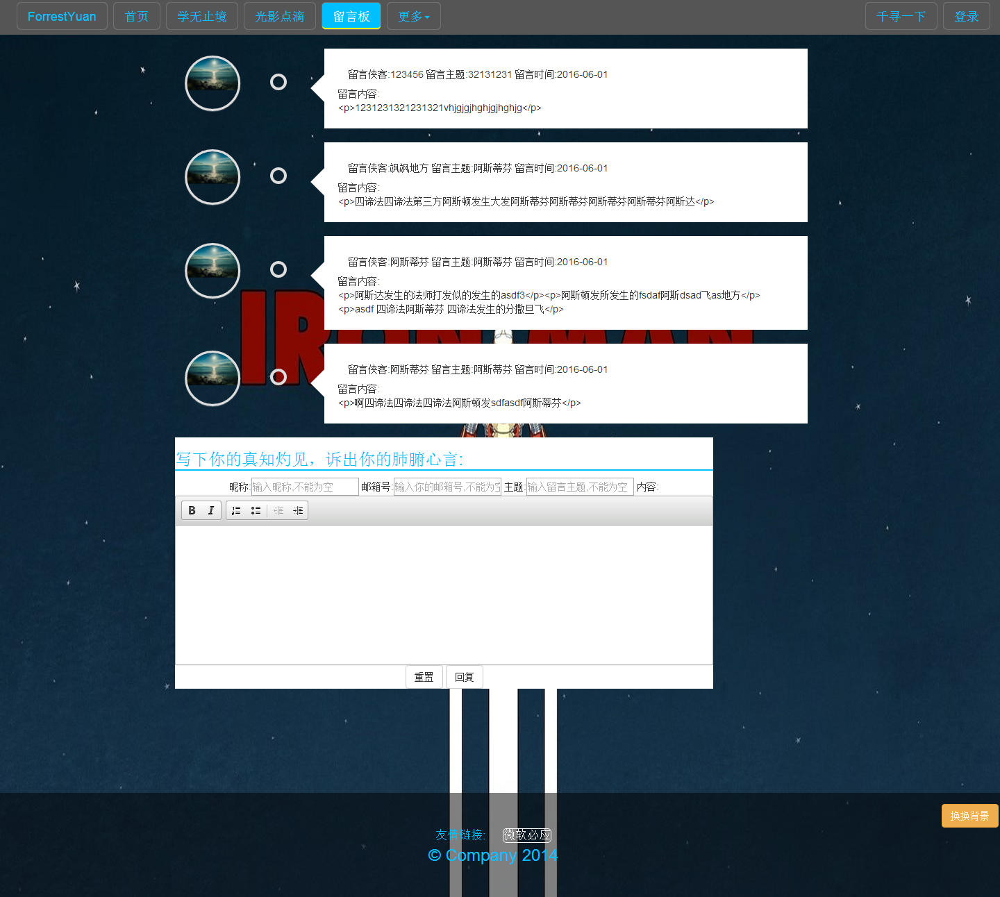 ForrestYuan 首页 学无止境 光影点滴 留言板 更多 千寻一下 登录
留言侠客:123456 留言主题:32131231 留言时间:2016-06-01
留言内容:
<p>1231231321231321vhjgjgjhghjgjhghjg</p>
留言侠客:飒飒地方 留言主题:阿斯蒂芬 留言时间:2016-06-01
留言内容:
<p>四谛法四谛法第三方阿斯顿发生大发阿斯蒂芬阿斯蒂芬阿斯蒂芬阿斯蒂芬阿斯达</p>
留言侠客:阿斯蒂芬 留言主题:阿斯蒂芬 留言时间:2016-06-01
留言内容:
<p>阿斯达发生的法师打发似的发生的asdf3</p><p>阿斯顿发所发生的fsdaf阿斯dsad飞as地方</p>
<p>asdf 四谛法阿斯蒂芬 四谛法发生的分撒旦飞</p>
IRON MAN
留言侠客:阿斯蒂芬 留言主题:阿斯蒂芬 留言时间:2016-06-01
留言内容:
<p>啊四谛法四谛法四谛法阿斯顿发sdfasdf阿斯蒂芬</p>
写下你的真知灼见，诉出你的肺腑心言:
昵称:输入昵称,不能为空 邮箱号:输入你的邮箱号,不能为空 主题:输入留言主题,不能为空 内容:
B I
重置 回复
换换背景
友情链接: 微软必应
© Company 2014